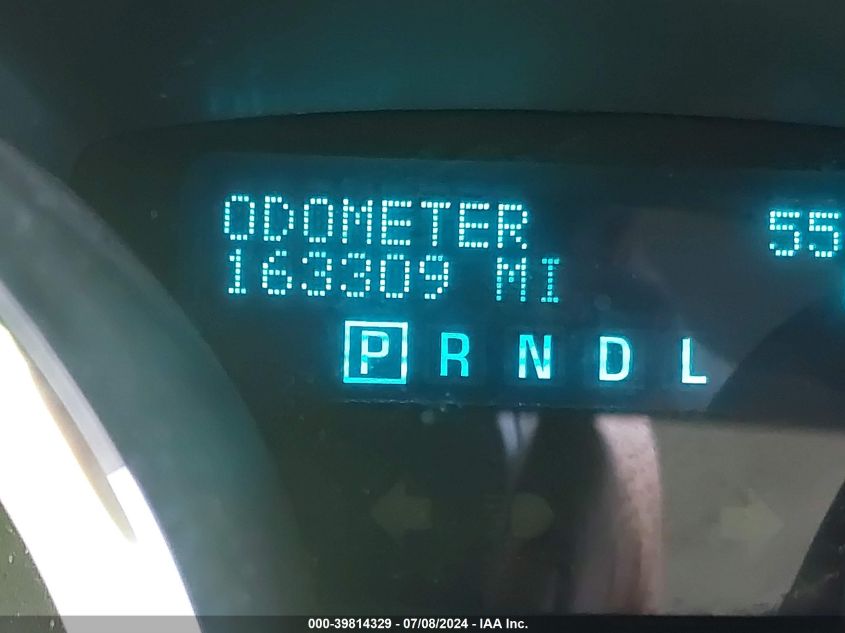 ODOMETER 55
163309 MI
P R N D L
000-39814329 - 07/08/2024 - IAA Inc.